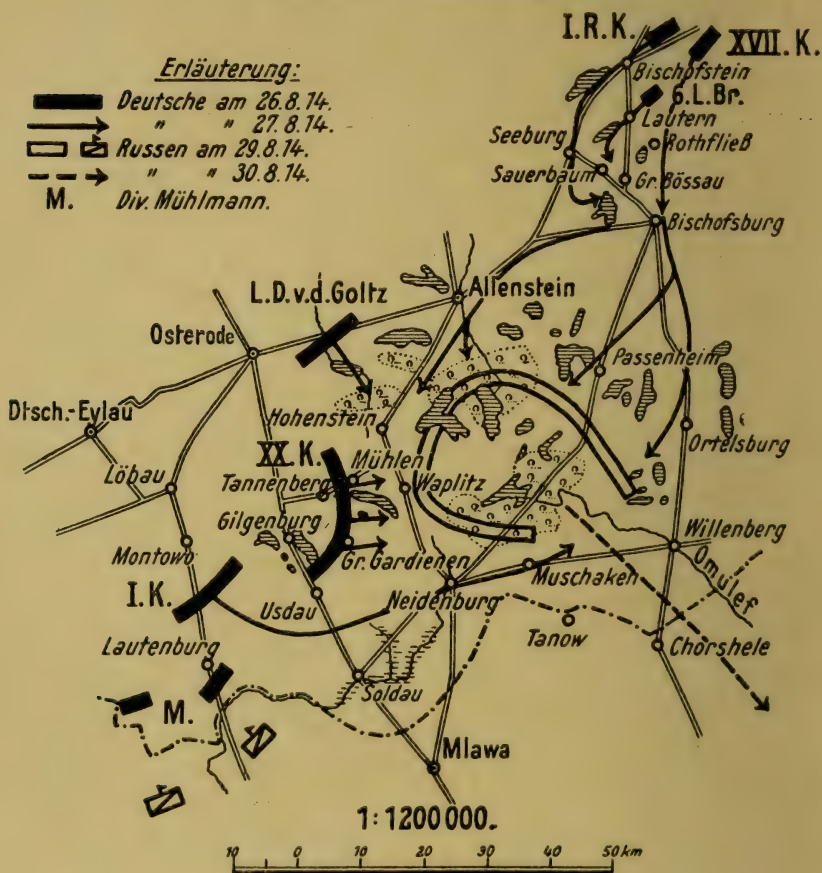 I.R.K.
XVII. K.
Erläuterung:
Deutsche am 26.8.14.
" " 27.8.14.
Russen am 29.8.14.
" " 30.8.14.
M. Div. Mühlmann.
Bischofstein
6.L.Br.
Lautern
Seeburg
Rothfließ
Sauerbaum
Gr. Bössau
Bischofsburg
L.D.v.d.Goltz
Allenstein
Osterode
Passenheim
Dtsch.-Eylau
Hohenstein
Ortelsburg
XX. K.
Löbau
Mühlen
Tannenberg
Waplitz
Gilgenburg
Willenberg
Montowo
Gr. Gardienen
Omulef
I.K.
Muschaken
Usdau
Neidenburg
Lautenburg
Tanow
Chorshele
Soldau
M.
Mlawa
1:1200000.
10 0 10 20 30 40 50 km